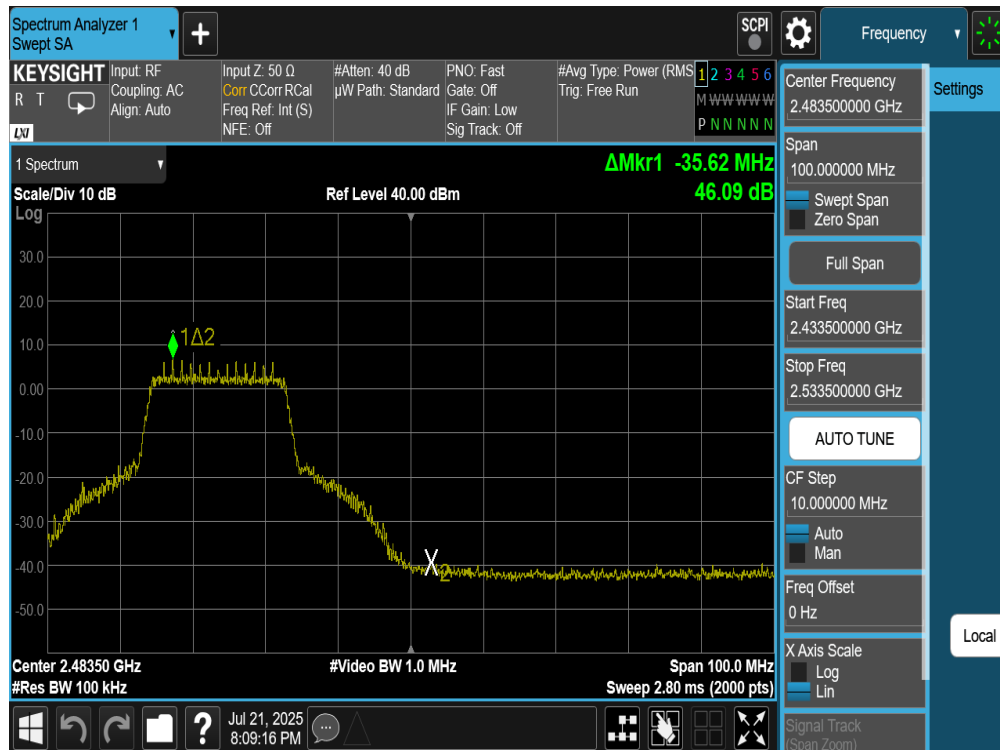 Spectrum Analyzer 1
Swept SA
+
SCPI
Frequency
KEYSIGHT
R T
LXI
Input: RF
Coupling: AC
Align: Auto
Input Z: 50 Ω
Corr CCorr RCal
Freq Ref: Int (S)
NFE: Off
#Atten: 40 dB
µW Path: Standard
PNO: Fast
Gate: Off
IF Gain: Low
Sig Track: Off
#Avg Type: Power (RMS
Trig: Free Run
1 2 3 4 5 6
M W W W W W
P N N N N N
1 Spectrum
Scale/Div 10 dB
Ref Level 40.00 dBm
ΔMkr1 -35.62 MHz
46.09 dB
Log
30.0
20.0
10.0
0.00
-10.0
-20.0
-30.0
-40.0
-50.0
1Δ2
X2
Center 2.48350 GHz
#Video BW 1.0 MHz
Span 100.0 MHz
#Res BW 100 kHz
Sweep 2.80 ms (2000 pts)
Settings
Center Frequency
2.483500000 GHz
Span
100.000000 MHz
Swept Span
Zero Span
Full Span
Start Freq
2.433500000 GHz
Stop Freq
2.533500000 GHz
AUTO TUNE
CF Step
10.000000 MHz
Auto
Man
Freq Offset
0 Hz
X Axis Scale
Log
Lin
Signal Track
(Span Zoom)
Local
?
Jul 21, 2025
8:09:16 PM